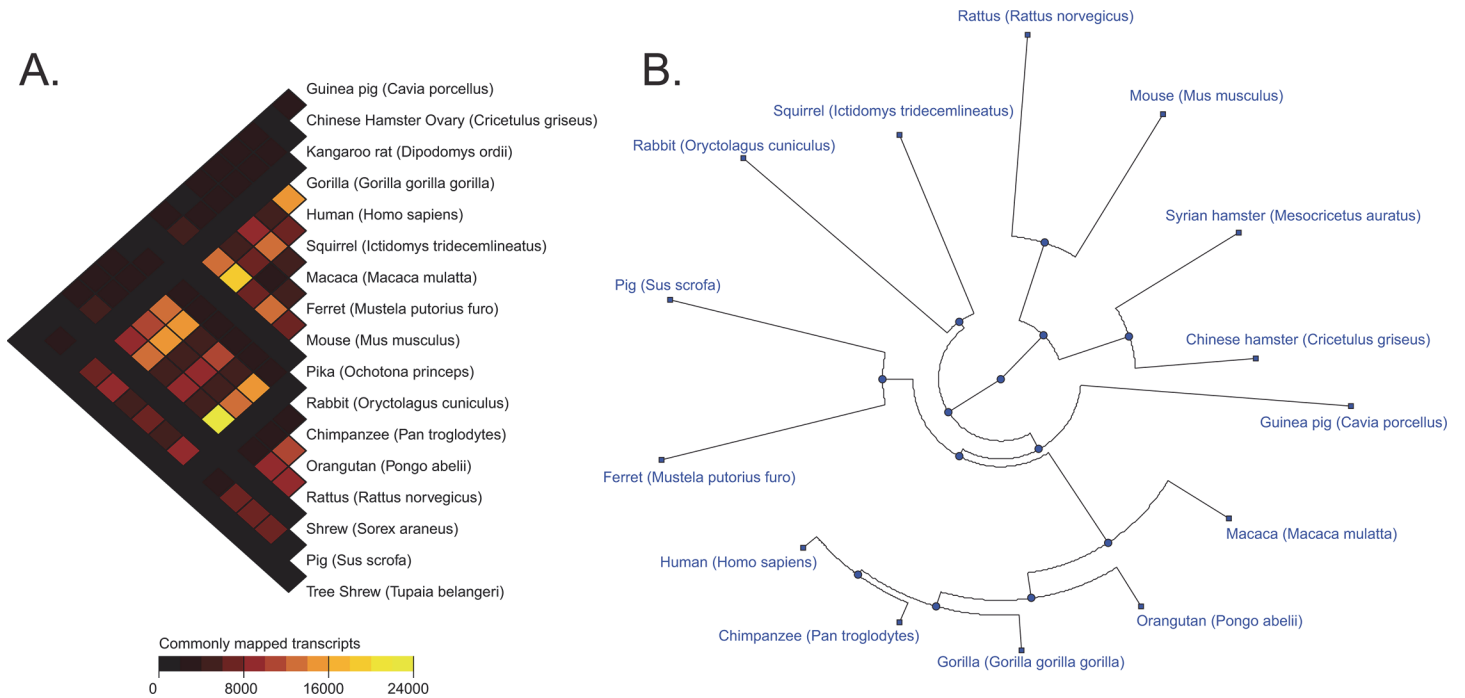 A.
Guinea pig (Cavia porcellus)
Chinese Hamster Ovary (Cricetulus griseus)
Kangaroo rat (Dipodomys ordii)
Gorilla (Gorilla gorilla gorilla)
Human (Homo sapiens)
Squirrel (Ictidomys tridecemlineatus)
Macaca (Macaca mulatta)
Ferret (Mustela putorius furo)
Mouse (Mus musculus)
Pika (Ochotona princeps)
Rabbit (Oryctolagus cuniculus)
Chimpanzee (Pan troglodytes)
Orangutan (Pongo abelii)
Rattus (Rattus norvegicus)
Shrew (Sorex araneus)
Pig (Sus scrofa)
Tree Shrew (Tupaia belangeri)
Commonly mapped transcripts
0 8000 16000 24000
B.
Rattus (Rattus norvegicus)
Mouse (Mus musculus)
Squirrel (Ictidomys tridecemlineatus)
Rabbit (Oryctolagus cuniculus)
Syrian hamster (Mesocricetus auratus)
Pig (Sus scrofa)
Chinese hamster (Cricetulus griseus)
Guinea pig (Cavia porcellus)
Ferret (Mustela putorius furo)
Macaca (Macaca mulatta)
Human (Homo sapiens)
Orangutan (Pongo abelii)
Chimpanzee (Pan troglodytes)
Gorilla (Gorilla gorilla gorilla)